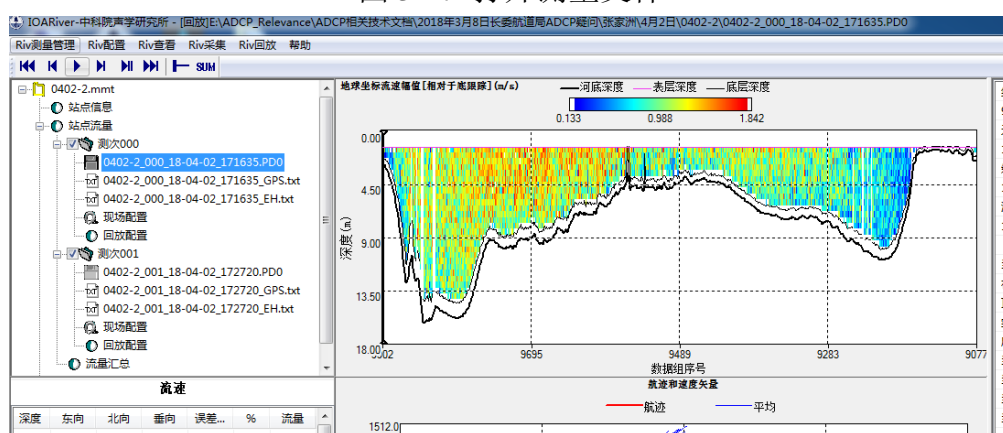 IOARiver-中科院声学研究所 - [回放]E:\ADCP_Relevance\ADCP相关技术文档\2018年3月8日长委航道局ADCP疑问\张家洲\4月2日\0402-2\0402-2_000_18-04-02_171635.PD0
Riv测量管理 Riv配置 Riv查看 Riv采集 Riv回放 帮助
SUM
0402-2.mmt
站点信息
站点流量
测次000
0402-2_000_18-04-02_171635.PD0
0402-2_000_18-04-02_171635_GPS.txt
0402-2_000_18-04-02_171635_EH.txt
现场配置
回放配置
测次001
0402-2_001_18-04-02_172720.PD0
0402-2_001_18-04-02_172720_GPS.txt
0402-2_001_18-04-02_172720_EH.txt
现场配置
回放配置
流量汇总
流速
深度 东向 北向 垂向 误差... % 流量
地球坐标流速幅值[相对于底跟踪](m/s) 河底深度 表层深度 底层深度
0.133 0.988 1.842
0.00
4.50
9.00
13.50
18.00
深度(m)
9695 9489 9283 9077
数据组序号
航迹和速度矢量
航迹 平均
1512.0